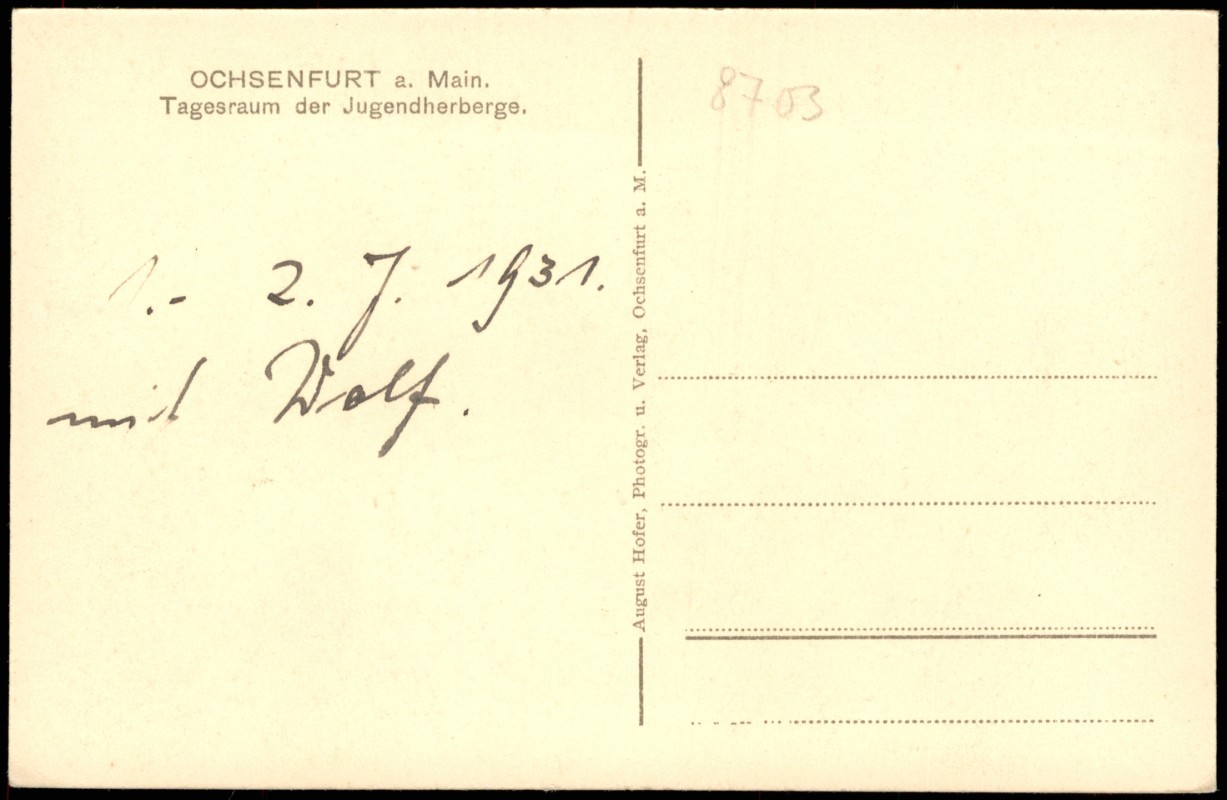 OCHSENFURT a. Main.
Tagesraum der Jugendherberge.
1.- 2. 7. 1931.
mit Wolf.
August Hofer, Photogr. u. Verlag, Ochsenfurt a. M.
8703